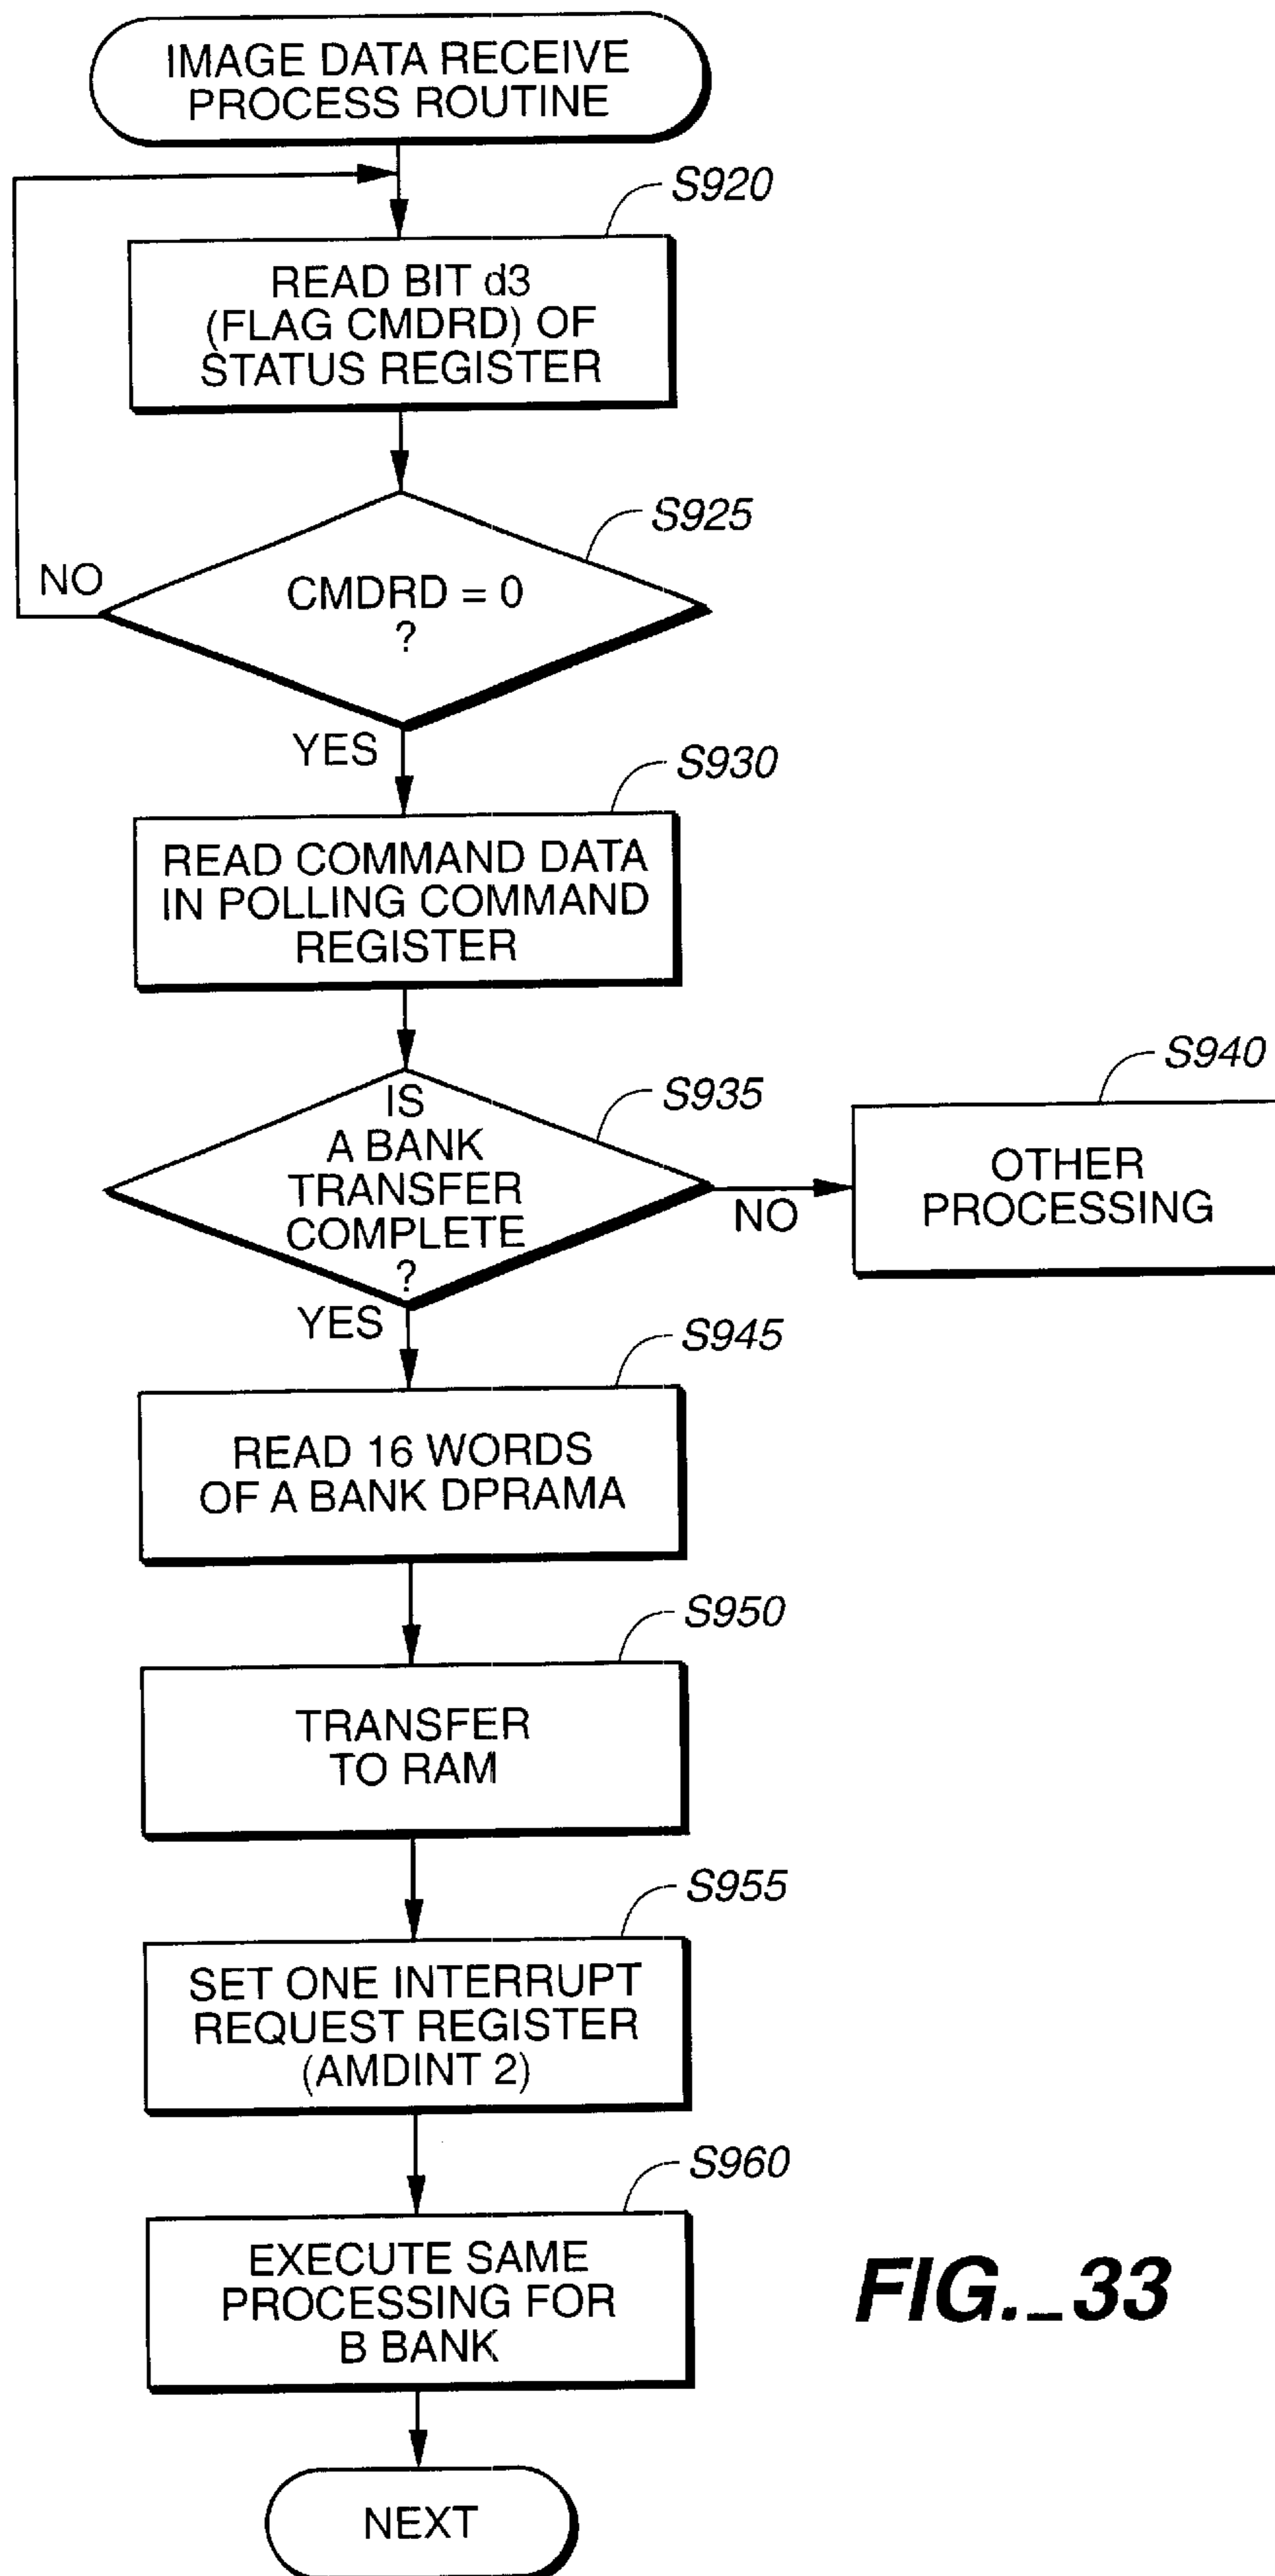 IMAGE DATA RECEIVE
PROCESS ROUTINE
S920
READ BIT d3
(FLAG CMDRD) OF
STATUS REGISTER
S925
NO
CMDRD = 0
?
YES
S930
READ COMMAND DATA
IN POLLING COMMAND
REGISTER
S935
S940
IS
A BANK
TRANSFER
COMPLETE
?
NO
OTHER
PROCESSING
YES
S945
READ 16 WORDS
OF A BANK DPRAMA
S950
TRANSFER
TO RAM
S955
SET ONE INTERRUPT
REQUEST REGISTER
(AMDINT 2)
S960
EXECUTE SAME
PROCESSING FOR
B BANK
FIG._33
NEXT